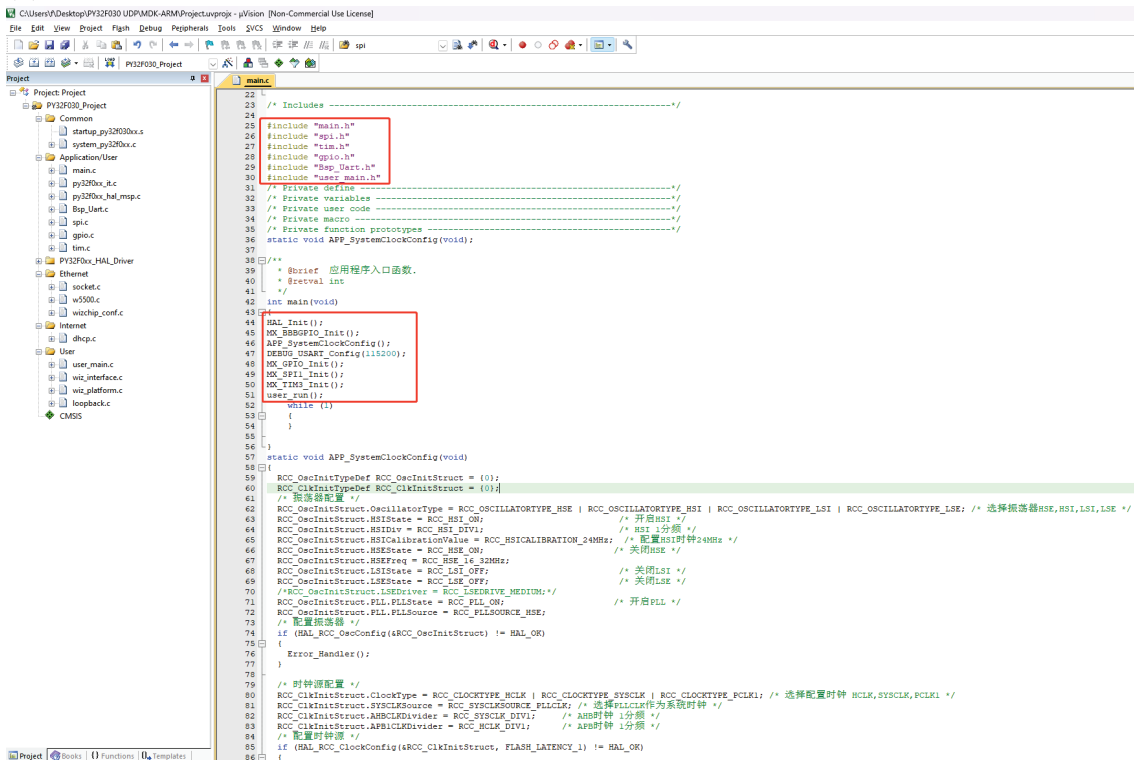 C:\Users\f\Desktop\PY32F030 UDP\MDK-ARM\Project.uvprojx - µVision [Non-Commercial Use License]
File Edit View Project Flash Debug Peripherals Tools SVCS Window Help
spi
PY32F030_Project
Project
Project: Project
PY32F030_Project
Common
startup_py32f030xx.s
system_py32f0xx.c
Application/User
main.c
py32f0xx_it.c
py32f0xx_hal_msp.c
Bsp_Uart.c
spi.c
gpio.c
tim.c
PY32F0xx_HAL_Driver
Ethernet
socket.c
w5500.c
wizchip_conf.c
Internet
dhcp.c
User
user_main.c
wiz_interface.c
wiz_platform.c
loopback.c
CMSIS
Project Books Functions Templates
main.c
22
23 /* Includes ------------------------------------------------------------------*/
24
25 #include "main.h"
26 #include "spi.h"
27 #include "tim.h"
28 #include "gpio.h"
29 #include "Bsp_Uart.h"
30 #include "user_main.h"
31 /* Private define ------------------------------------------------------------*/
32 /* Private variables ---------------------------------------------------------*/
33 /* Private user code ---------------------------------------------------------*/
34 /* Private macro -------------------------------------------------------------*/
35 /* Private function prototypes -----------------------------------------------*/
36 static void APP_SystemClockConfig(void);
37
38 /**
39 * @brief 应用程序入口函数.
40 * @retval int
41 */
42 int main(void)
43 {
44 HAL_Init();
45 MX_BBBGPIO_Init();
46 APP_SystemClockConfig();
47 DEBUG_USART_Config(115200);
48 MX_GPIO_Init();
49 MX_SPI1_Init();
50 MX_TIM3_Init();
51 user_run();
52 while (1)
53 {
54 }
55
56 }
57 static void APP_SystemClockConfig(void)
58 {
59 RCC_OscInitTypeDef RCC_OscInitStruct = {0};
60 RCC_ClkInitTypeDef RCC_ClkInitStruct = {0};
61 /* 振荡器配置 */
62 RCC_OscInitStruct.OscillatorType = RCC_OSCILLATORTYPE_HSE | RCC_OSCILLATORTYPE_HSI | RCC_OSCILLATORTYPE_LSI | RCC_OSCILLATORTYPE_LSE; /* 选择振荡器HSE,HSI,LSI,LSE */
63 RCC_OscInitStruct.HSIState = RCC_HSI_ON; /* 开启HSI */
64 RCC_OscInitStruct.HSIDiv = RCC_HSI_DIV1; /* HSI 1分频 */
65 RCC_OscInitStruct.HSICalibrationValue = RCC_HSICALIBRATION_24MHz; /* 配置HSI时钟24MHz */
66 RCC_OscInitStruct.HSEState = RCC_HSE_ON; /* 关闭HSE */
67 RCC_OscInitStruct.HSEFreq = RCC_HSE_16_32MHz;
68 RCC_OscInitStruct.LSIState = RCC_LSI_OFF; /* 关闭LSI */
69 RCC_OscInitStruct.LSEState = RCC_LSE_OFF; /* 关闭LSE */
70 /*RCC_OscInitStruct.LSEDriver = RCC_LSEDRIVE_MEDIUM;*/
71 RCC_OscInitStruct.PLL.PLLState = RCC_PLL_ON; /* 开启PLL */
72 RCC_OscInitStruct.PLL.PLLSource = RCC_PLLSOURCE_HSE;
73 /* 配置振荡器 */
74 if (HAL_RCC_OscConfig(&RCC_OscInitStruct) != HAL_OK)
75 {
76 Error_Handler();
77 }
78
79 /* 时钟源配置 */
80 RCC_ClkInitStruct.ClockType = RCC_CLOCKTYPE_HCLK | RCC_CLOCKTYPE_SYSCLK | RCC_CLOCKTYPE_PCLK1; /* 选择配置时钟 HCLK,SYSCLK,PCLK1 */
81 RCC_ClkInitStruct.SYSCLKSource = RCC_SYSCLKSOURCE_PLLCLK; /* 选择PLLCLK作为系统时钟 */
82 RCC_ClkInitStruct.AHBCLKDivider = RCC_SYSCLK_DIV1; /* AHB时钟 1分频 */
83 RCC_ClkInitStruct.APB1CLKDivider = RCC_HCLK_DIV1; /* APB时钟 1分频 */
84 /* 配置时钟源 */
85 if (HAL_RCC_ClockConfig(&RCC_ClkInitStruct, FLASH_LATENCY_1) != HAL_OK)
86 {